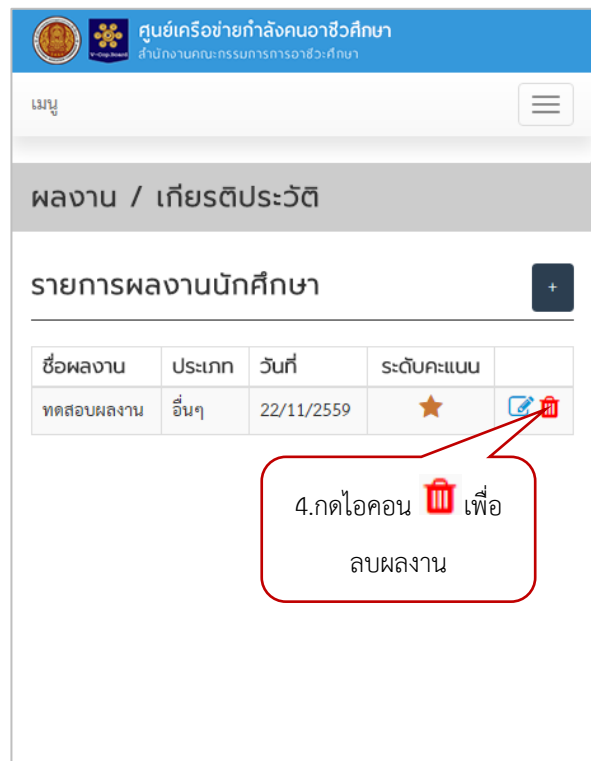 ศูนย์เครือข่ายกำลังคนอาชีวศึกษา
สำนักงานคณะกรรมการการอาชีวะศึกษา
V-Cop.Board
เมนู
ผลงาน / เกียรติประวัติ
รายการผลงานนักศึกษา
+
ชื่อผลงาน ประเภท วันที่ ระดับคะแนน
ทดสอบผลงาน อื่นๆ 22/11/2559
4.กดไอคอน เพื่อ
ลบผลงาน